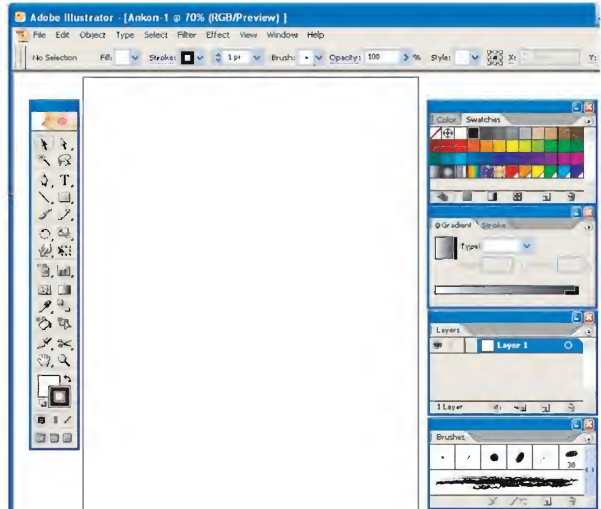 Adobe Illustrator - [Ankon-1 @ 70% (RGB/Preview) ]
File Edit Object Type Select Filter Effect View Window Help
No Selection Fill: Stroke: 1 pt Brush: Opacity: 100 % Style: X: Y:
Color Swatches
Gradient Stroke
Type:
Layers
Layer 1
1 Layer
Brushes
30